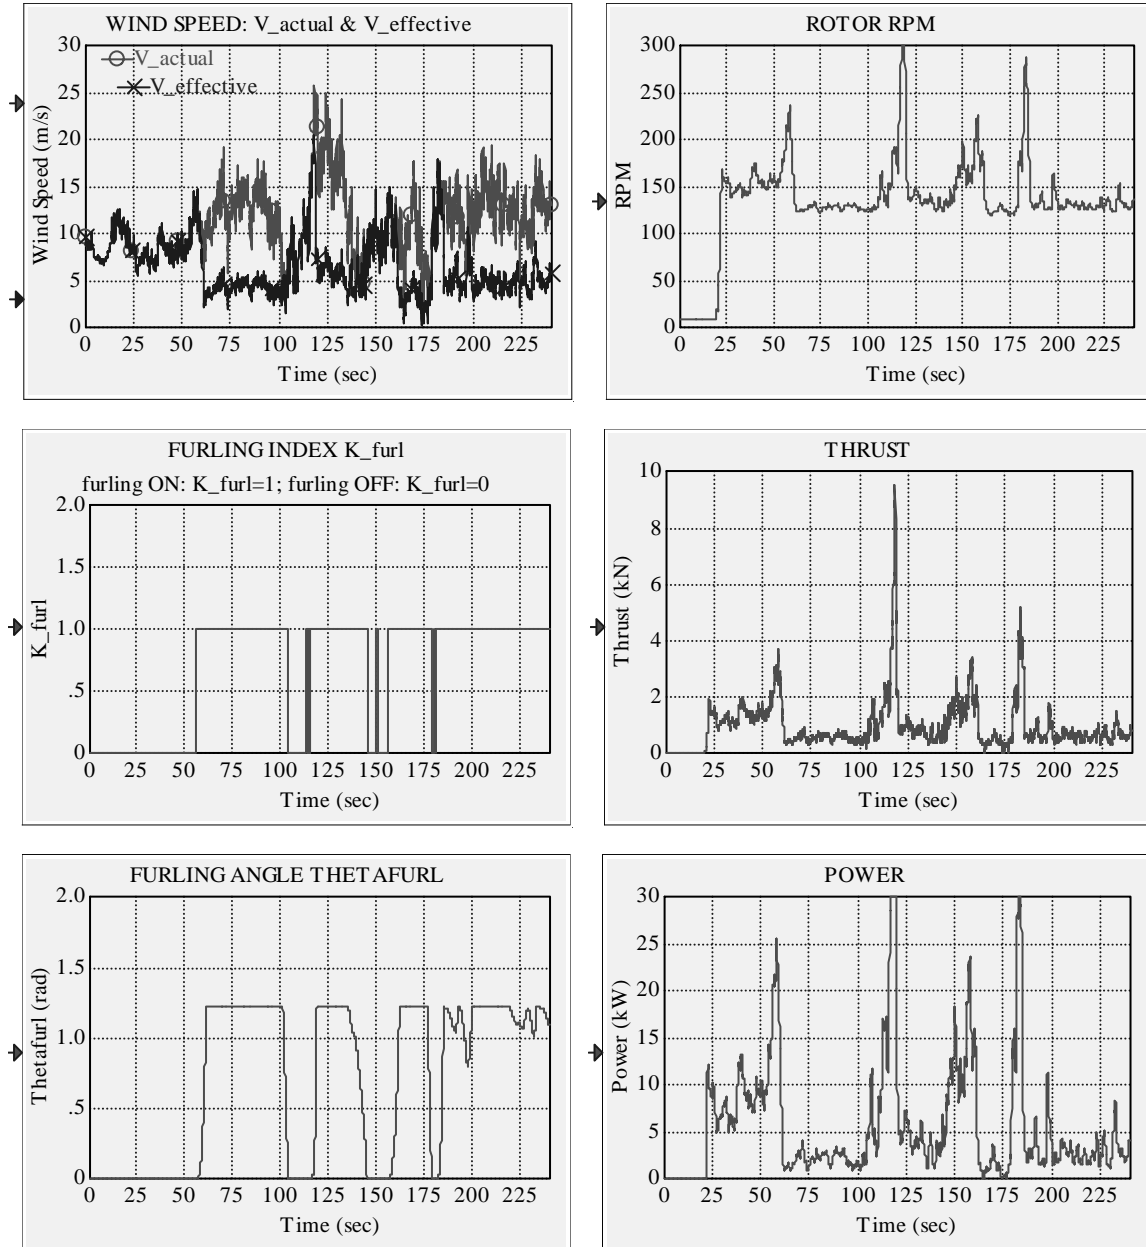 WIND SPEED: V_actual & V_effective
30
25
20
15
10
5
0
Wind Speed (m/s)
V_actual
V_effective
0 25 50 75 100 125 150 175 200 225
Time (sec)
ROTOR RPM
300
250
200
150
100
50
0
RPM
0 25 50 75 100 125 150 175 200 225
Time (sec)
FURLING INDEX K_furl
furling ON: K_furl=1; furling OFF: K_furl=0
2.0
1.5
1.0
.5
0
K_furl
0 25 50 75 100 125 150 175 200 225
Time (sec)
THRUST
10
8
6
4
2
0
Thrust (kN)
0 25 50 75 100 125 150 175 200 225
Time (sec)
FURLING ANGLE THETAFURL
2.0
1.5
1.0
.5
0
Thetafurl (rad)
0 25 50 75 100 125 150 175 200 225
Time (sec)
POWER
30
25
20
15
10
5
0
Power (kW)
0 25 50 75 100 125 150 175 200 225
Time (sec)